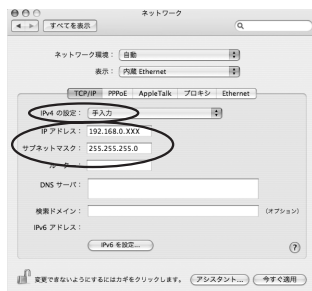 ネットワーク
すべてを表示
ネットワーク環境： 自動
表示： 内蔵 Ethernet
TCP/IP PPPoE AppleTalk プロキシ Ethernet
IPv4 の設定： 手入力
IP アドレス： 192.168.0.XXX
サブネットマスク： 255.255.255.0
ルーター：
DNS サーバ：
検索ドメイン： （オプション）
IPv6 アドレス：
IPv6 を設定...
?
変更できないようにするにはカギをクリックします。 アシスタント... 今すぐ適用